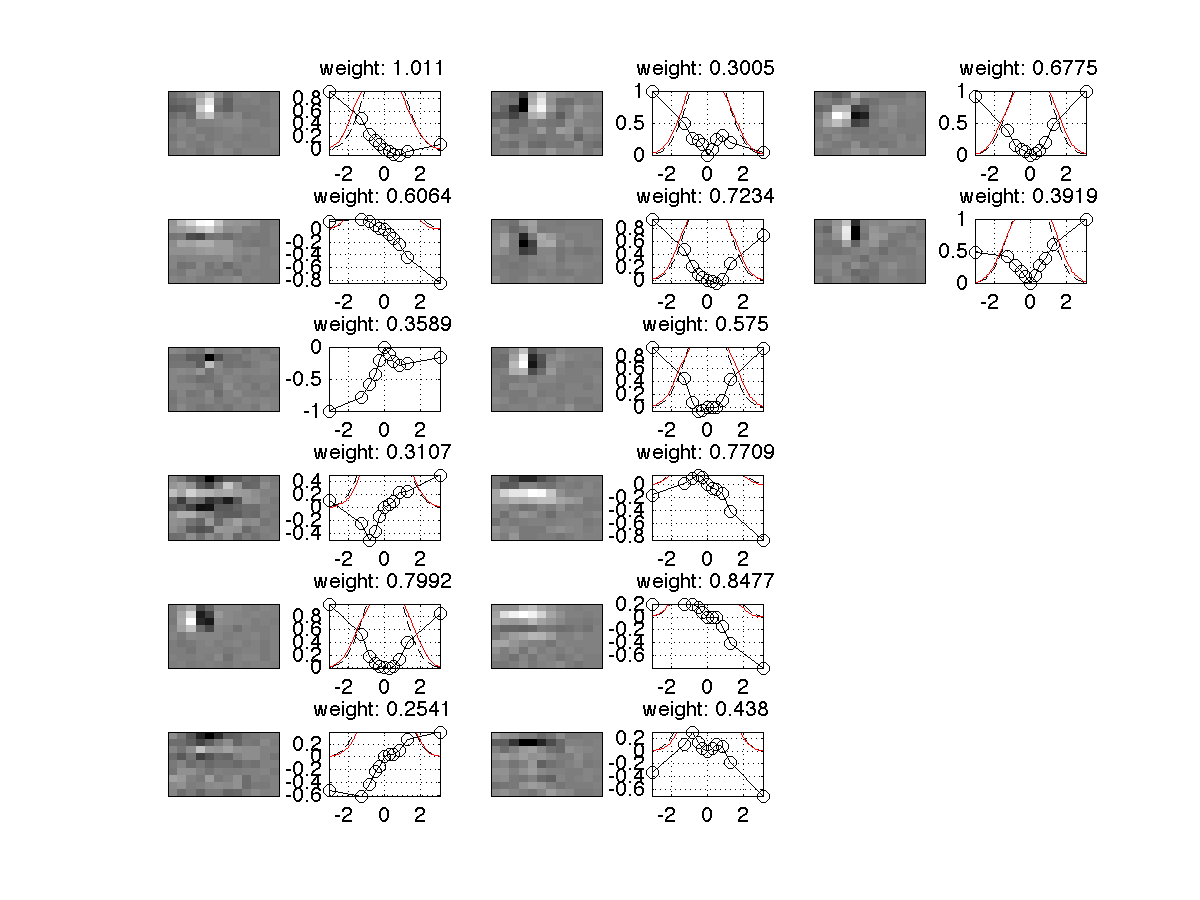 weight: 1.011 weight: 0.3005 weight: 0.6775
0.8 0.6 0.4 0.2 0 1 0.5 0 1 0.5 0
-2 0 2 -2 0 2 -2 0 2
weight: 0.6064 weight: 0.7234 weight: 0.3919
0 -0.2 -0.4 -0.6 -0.8 0.8 0.6 0.4 0.2 0 1 0.5 0
-2 0 2 -2 0 2 -2 0 2
weight: 0.3589 weight: 0.575
0 -0.5 -1 0.8 0.6 0.4 0.2 0
-2 0 2 -2 0 2
weight: 0.3107 weight: 0.7709
0.4 0.2 0 -0.2 -0.4 0 -0.2 -0.4 -0.6 -0.8
-2 0 2 -2 0 2
weight: 0.7992 weight: 0.8477
0.8 0.6 0.4 0.2 0 0.2 0 -0.2 -0.4 -0.6
-2 0 2 -2 0 2
weight: 0.2541 weight: 0.438
0.2 0 -0.2 -0.4 -0.6 0.2 0 -0.2 -0.4 -0.6
-2 0 2 -2 0 2